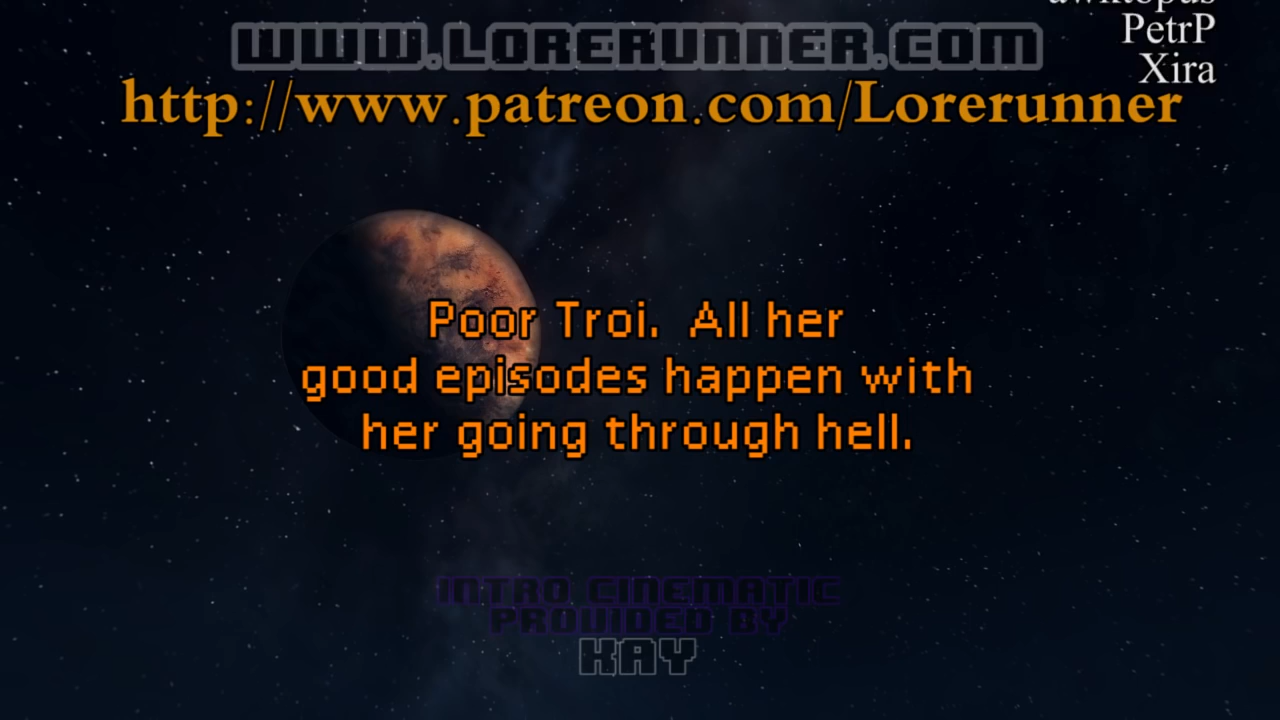 WWW.LORERUNNER.COM
PetrP
Xira
http://www.patreon.com/Lorerunner
Poor Troi. All her
good episodes happen with
her going through hell.
INTRO CINEMATIC
PROVIDED BY
KAY